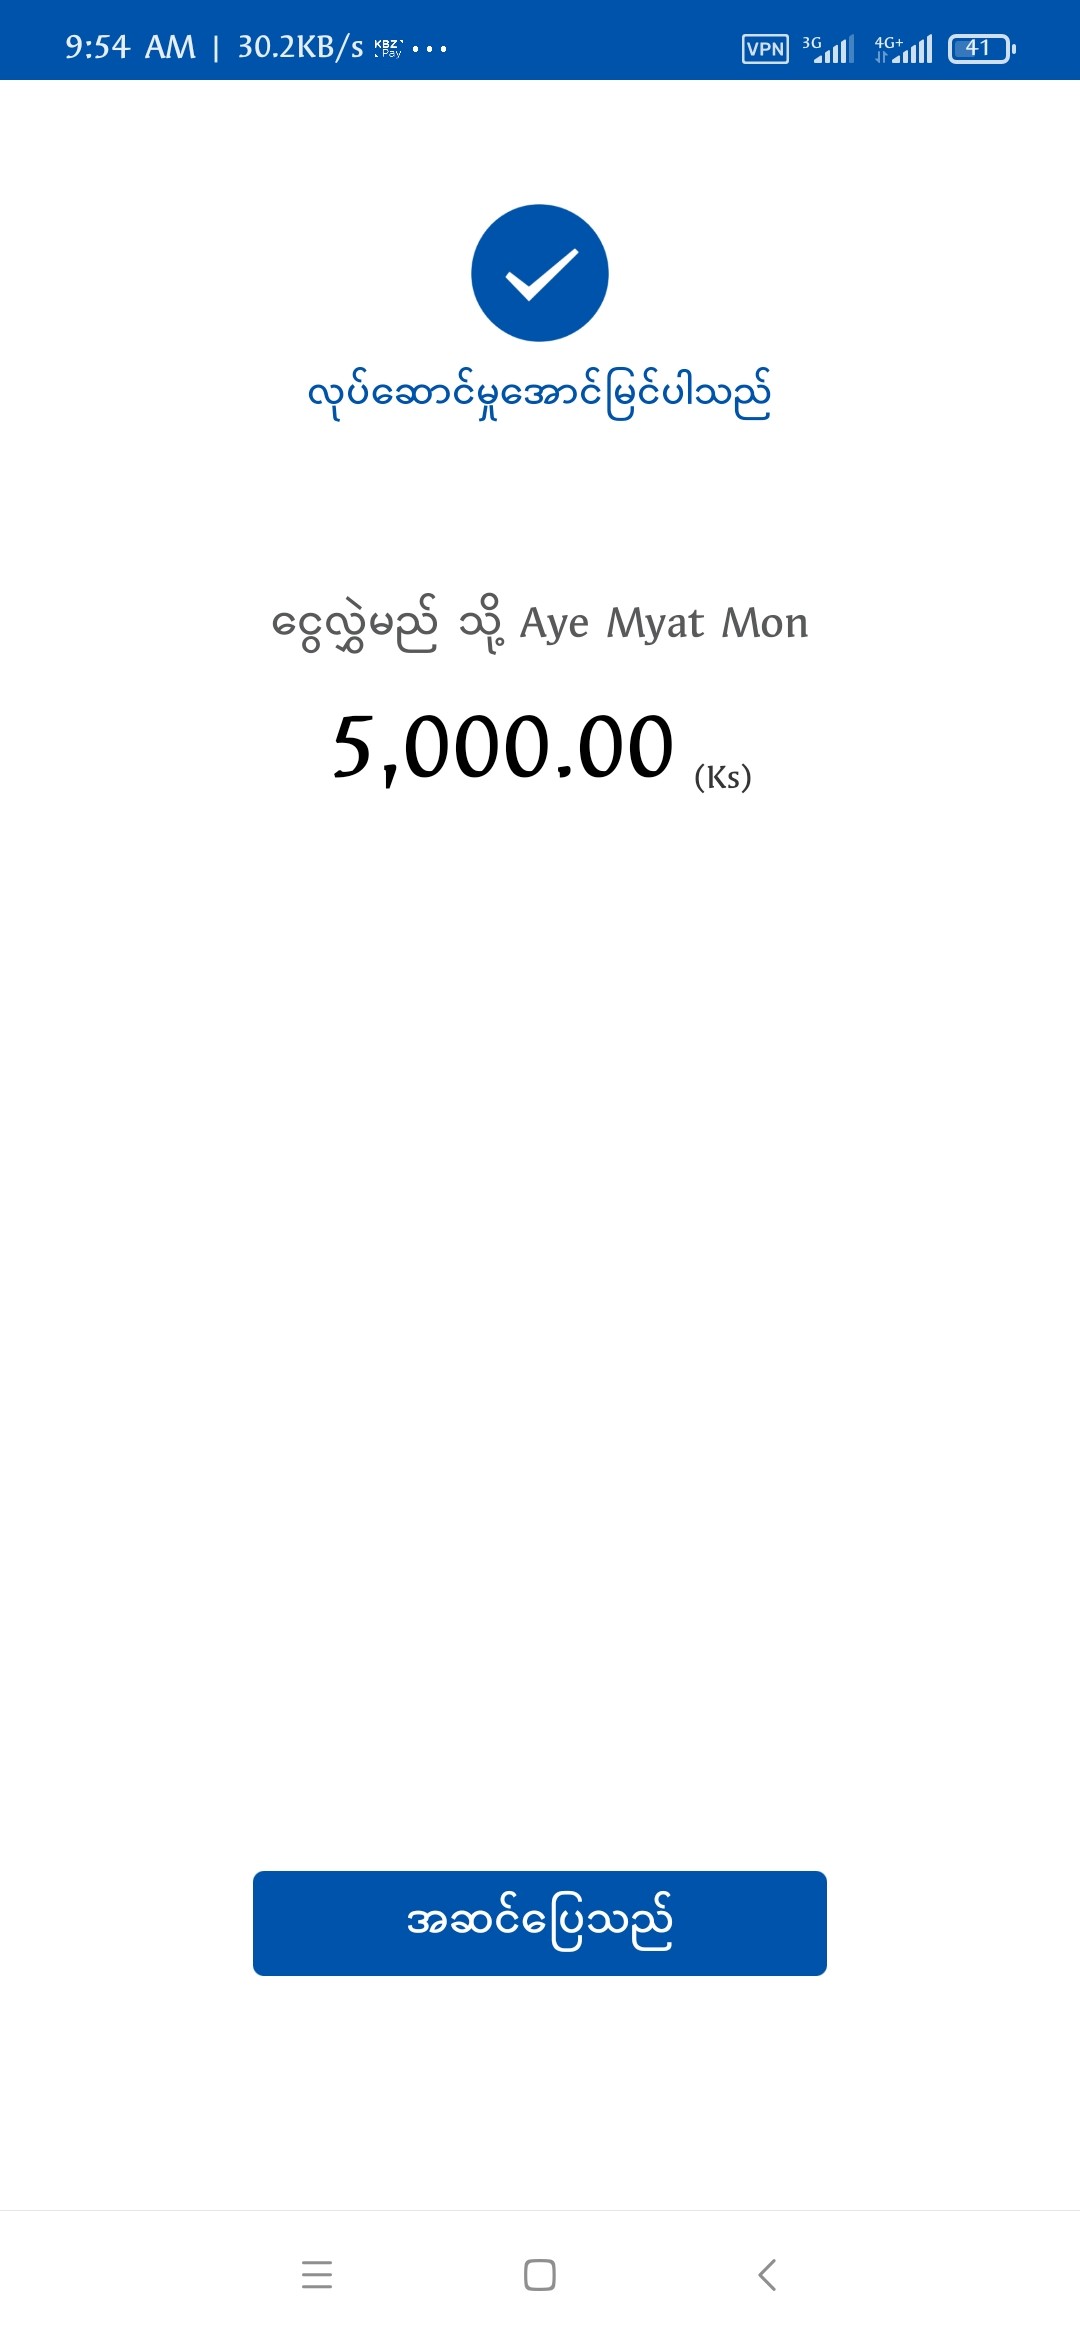 9:54 AM | 30.2KB/s KBZ Pay ...
VPN 3G 4G+ 41
လုပ်ဆောင်မှုအောင်မြင်ပါသည်
ငွေလွှဲမည် သို့ Aye Myat Mon
5,000.00 (Ks)
အဆင်ပြေသည်